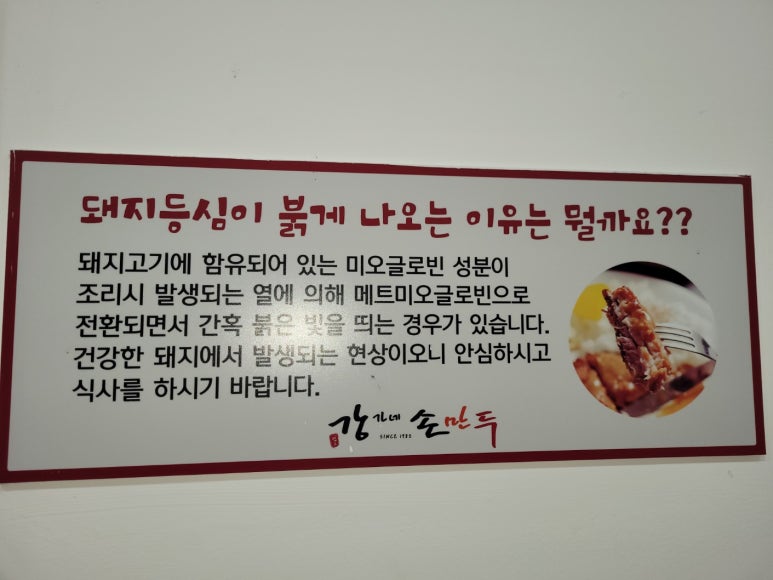 돼지등심이 붉게 나오는 이유는 뭘까요??
돼지고기에 함유되어 있는 미오글로빈 성분이
조리시 발생되는 열에 의해 메트미오글로빈으로
전환되면서 간혹 붉은 빛을 띄는 경우가 있습니다.
건강한 돼지에서 발생되는 현상이오니 안심하시고
식사를 하시기 바랍니다.
강가네 손만두
SINCE 1983